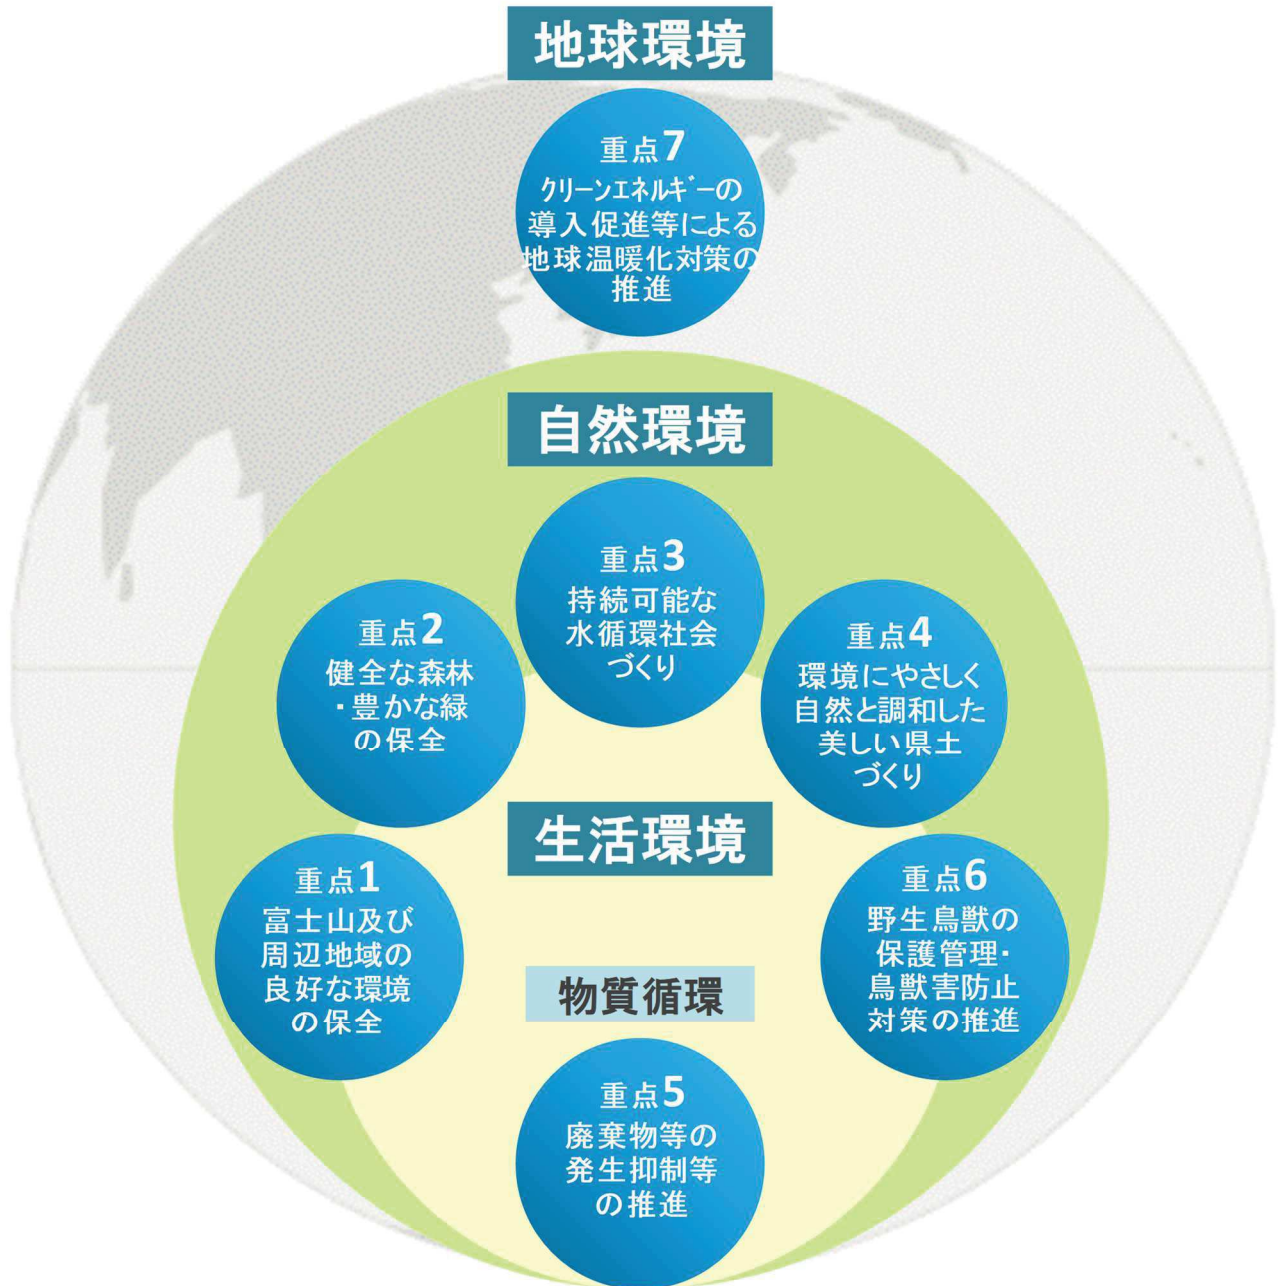 地球環境
重点7
クリーンエネルギーの
導入促進等による
地球温暖化対策の
推進
自然環境
重点3
持続可能な
水循環社会
づくり
重点2
健全な森林
・豊かな緑
の保全
重点4
環境にやさしく
自然と調和した
美しい県土
づくり
生活環境
重点1
富士山及び
周辺地域の
良好な環境
の保全
重点6
野生鳥獣の
保護管理・
鳥獣害防止
対策の推進
物質循環
重点5
廃棄物等の
発生抑制等
の推進